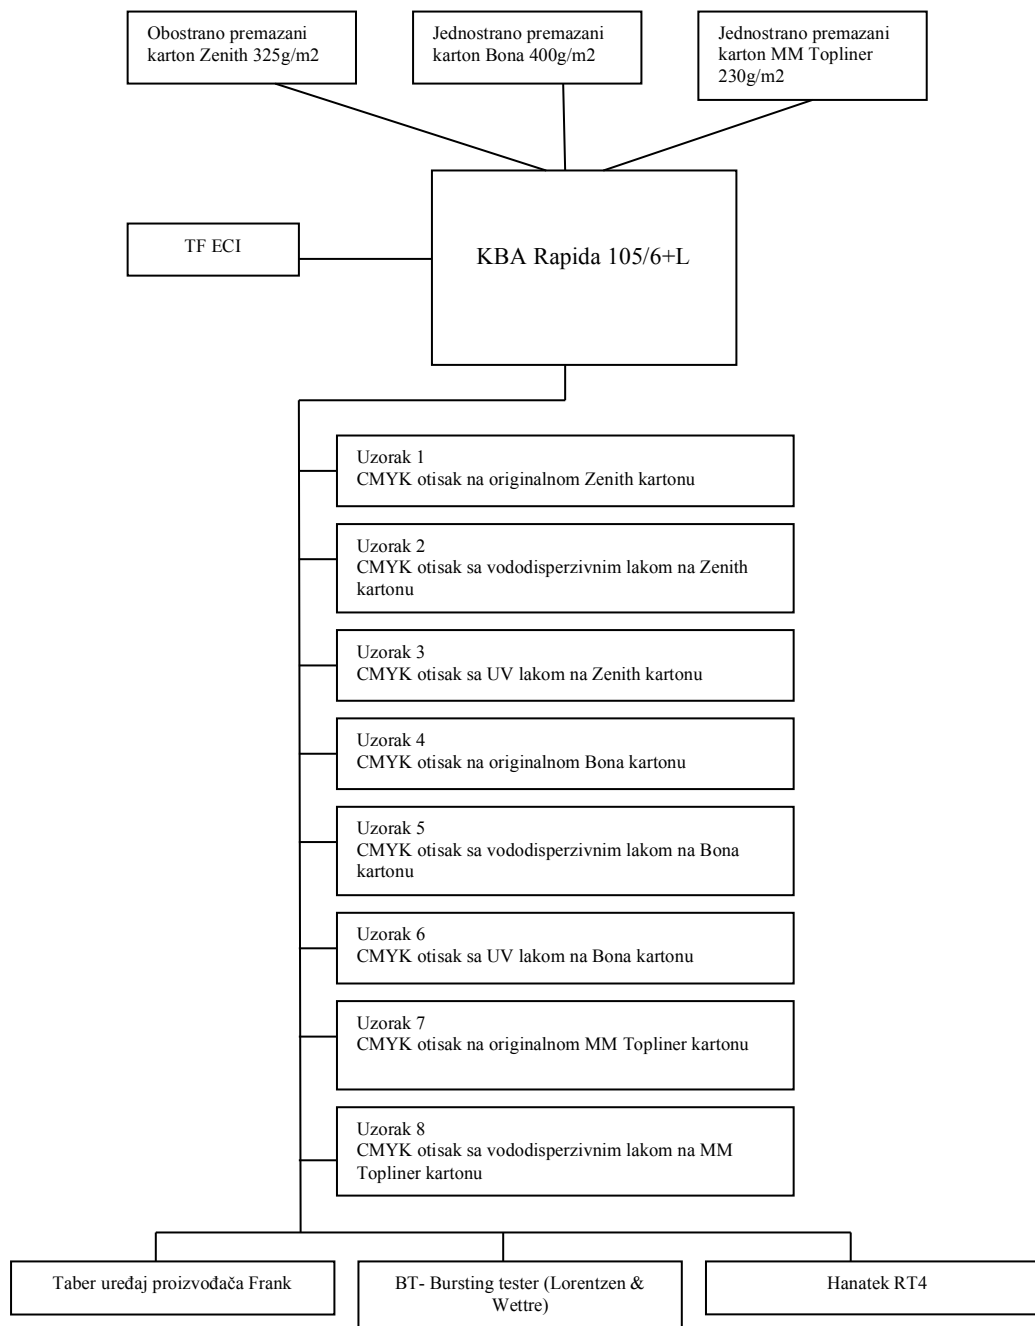 Obostrano premazani
karton Zenith 325g/m2
Jednostrano premazani
karton Bona 400g/m2
Jednostrano premazani
karton MM Topliner
230g/m2
TF ECI
KBA Rapida 105/6+L
Uzorak 1
CMYK otisak na originalnom Zenith kartonu
Uzorak 2
CMYK otisak sa vododisperzivnim lakom na Zenith
kartonu
Uzorak 3
CMYK otisak sa UV lakom na Zenith kartonu
Uzorak 4
CMYK otisak na originalnom Bona kartonu
Uzorak 5
CMYK otisak sa vododisperzivnim lakom na Bona
kartonu
Uzorak 6
CMYK otisak sa UV lakom na Bona kartonu
Uzorak 7
CMYK otisak na originalnom MM Topliner kartonu
Uzorak 8
CMYK otisak sa vododisperzivnim lakom na MM
Topliner kartonu
Taber uređaj proizvođača Frank
BT- Bursting tester (Lorentzen &
Wettre)
Hanatek RT4